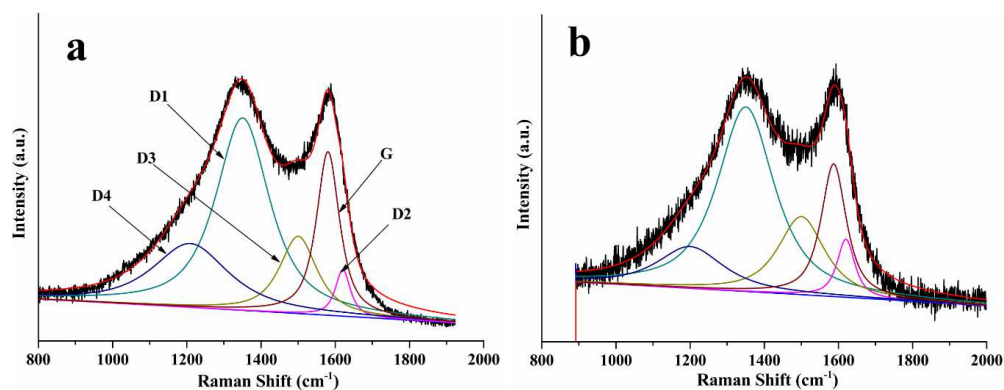 a
D1
D3
D4
G
D2
Intensity (a.u.)
800 1000 1200 1400 1600 1800 2000
Raman Shift (cm-1)
b
Intensity (a.u.)
800 1000 1200 1400 1600 1800 2000
Raman Shift (cm-1)